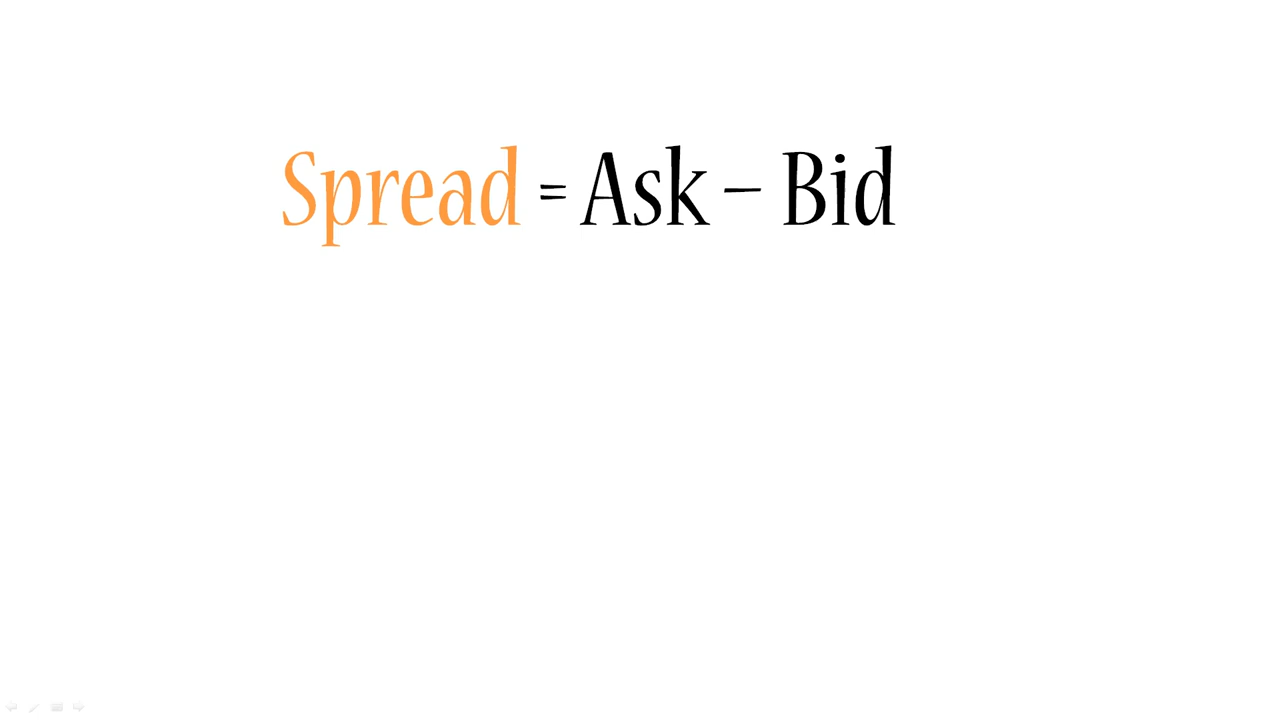 Spread = Ask – Bid